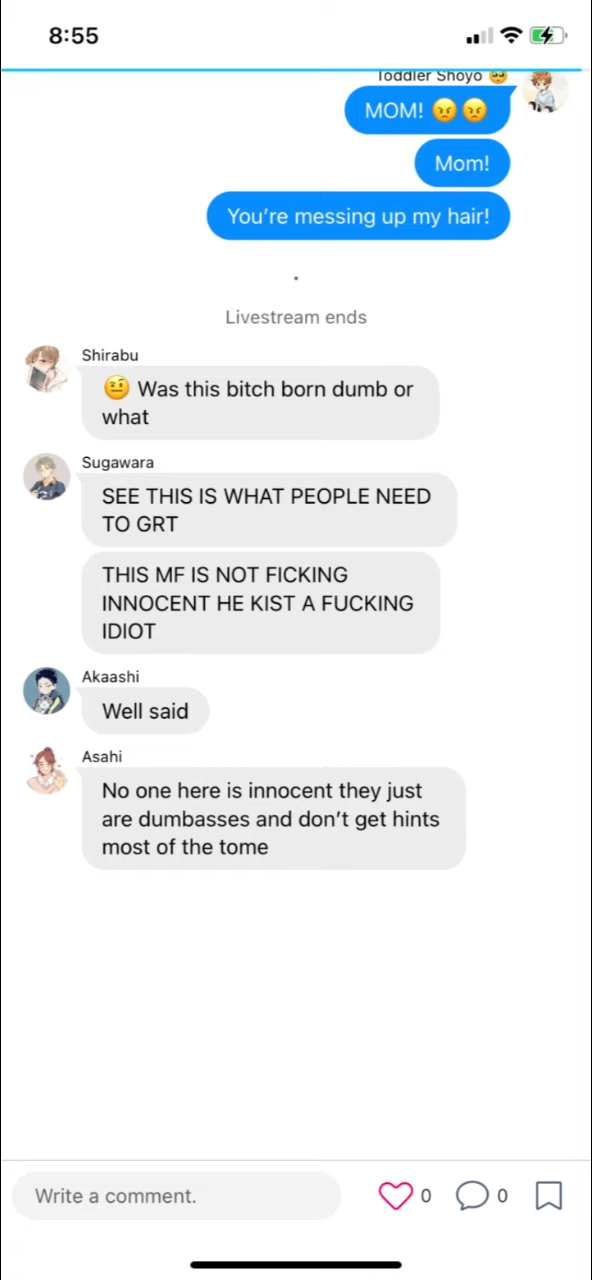 8:55
Toddler Shoyo 🥺
MOM! 😠 😠
Mom!
You're messing up my hair!
.
Livestream ends
Shirabu
🤨 Was this bitch born dumb or
what
Sugawara
SEE THIS IS WHAT PEOPLE NEED
TO GRT
THIS MF IS NOT FICKING
INNOCENT HE KIST A FUCKING
IDIOT
Akaashi
Well said
Asahi
No one here is innocent they just
are dumbasses and don't get hints
most of the tome
Write a comment.
0
0